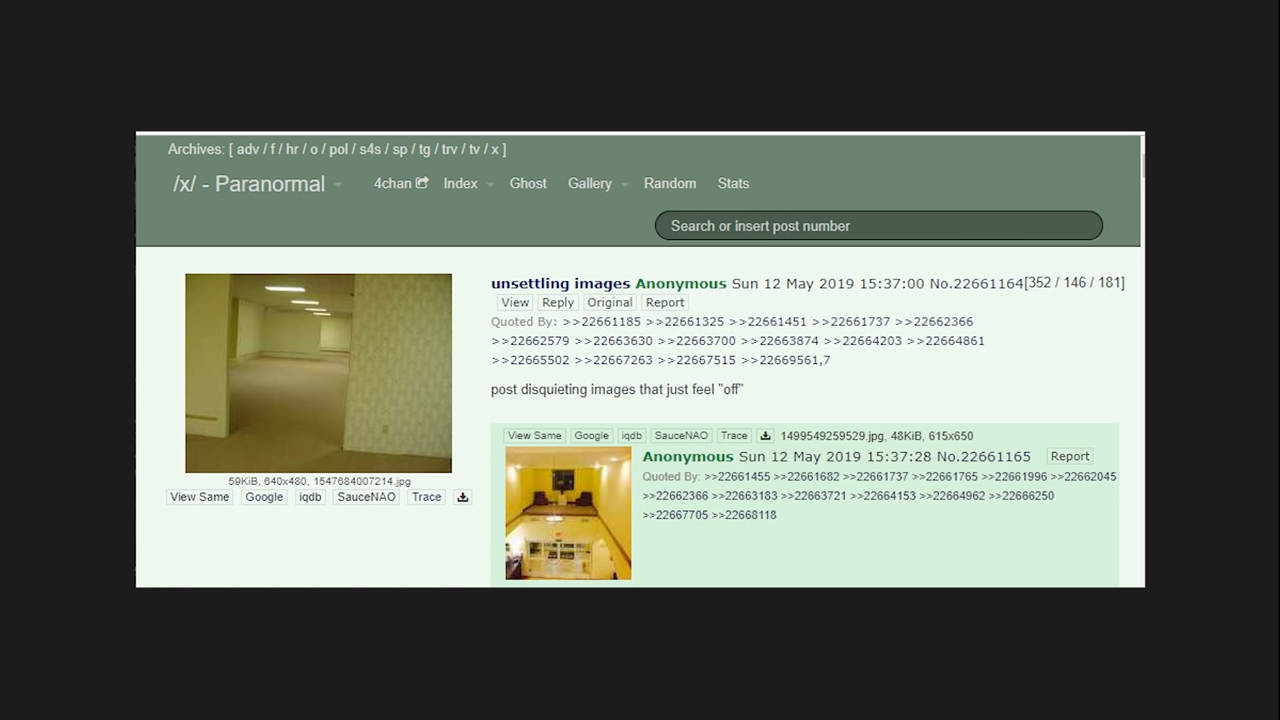 Archives: [ adv / f / hr / o / pol / s4s / sp / tg / trv / tv / x ]
/x/ - Paranormal 4chan Index Ghost Gallery Random Stats
Search or insert post number
unsettling images Anonymous Sun 12 May 2019 15:37:00 No.22661164[352 / 146 / 181]
View Reply Original Report
Quoted By: >>22661185 >>22661325 >>22661451 >>22661737 >>22662366
>>22662579 >>22663630 >>22663700 >>22663874 >>22664203 >>22664861
>>22665502 >>22667263 >>22667515 >>22669561,7
post disquieting images that just feel "off"
59KiB, 640x480, 1547684007214.jpg
View Same Google iqdb SauceNAO Trace
View Same Google iqdb SauceNAO Trace 1499549259529.jpg, 48KiB, 615x650
Anonymous Sun 12 May 2019 15:37:28 No.22661165 Report
Quoted By: >>22661455 >>22661682 >>22661737 >>22661765 >>22661996 >>22662045
>>22662366 >>22663183 >>22663721 >>22664153 >>22664962 >>22666250
>>22667705 >>22668118